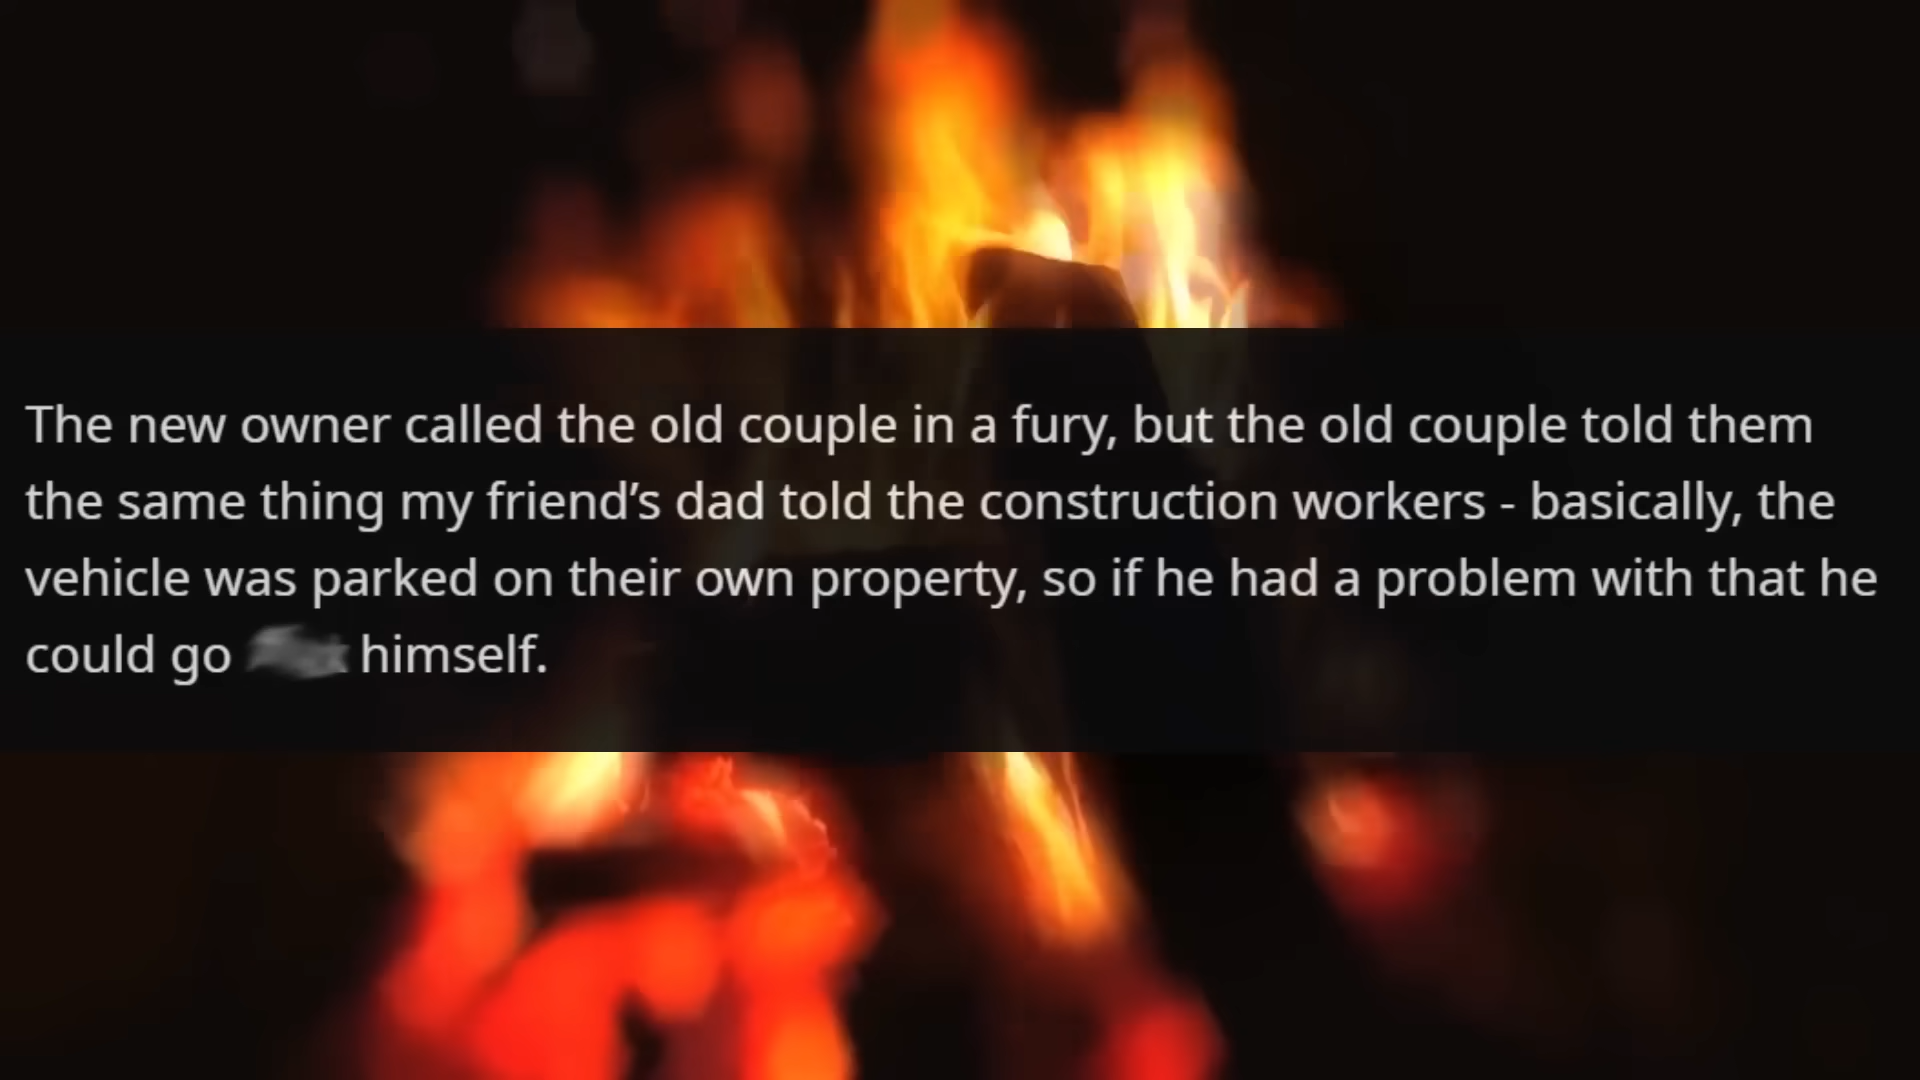 The new owner called the old couple in a fury, but the old couple told them
the same thing my friend’s dad told the construction workers - basically, the
vehicle was parked on their own property, so if he had a problem with that he
could go himself.